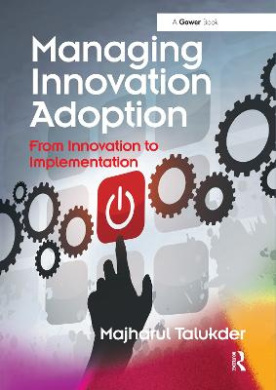 A Gower Book
Managing
Innovation
Adoption
From Innovation to
Implementation
Majharul Talukder
R